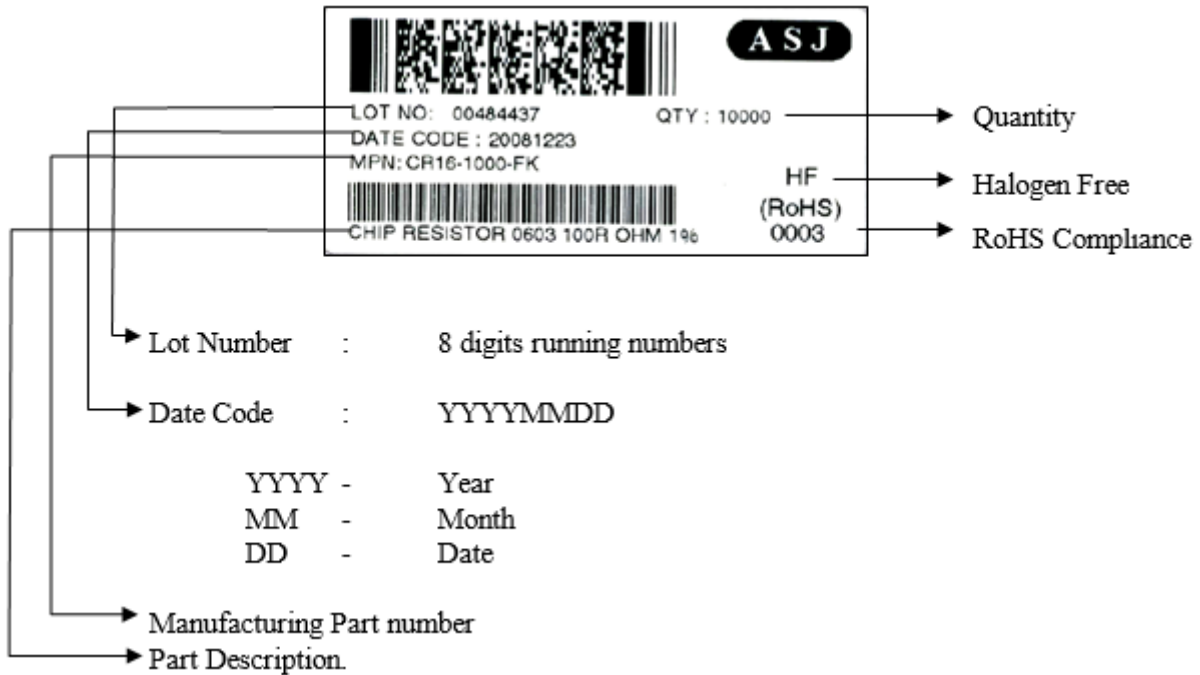 ASJ
LOT NO: 00484437 QTY : 10000 Quantity
DATE CODE : 20081223
MPN: CR16-1000-FK
HF Halogen Free
(RoHS)
CHIP RESISTOR 0603 100R OHM 1% 0003 RoHS Compliance
Lot Number : 8 digits running numbers
Date Code : YYYYMMDD
YYYY - Year
MM - Month
DD - Date
Manufacturing Part number
Part Description.